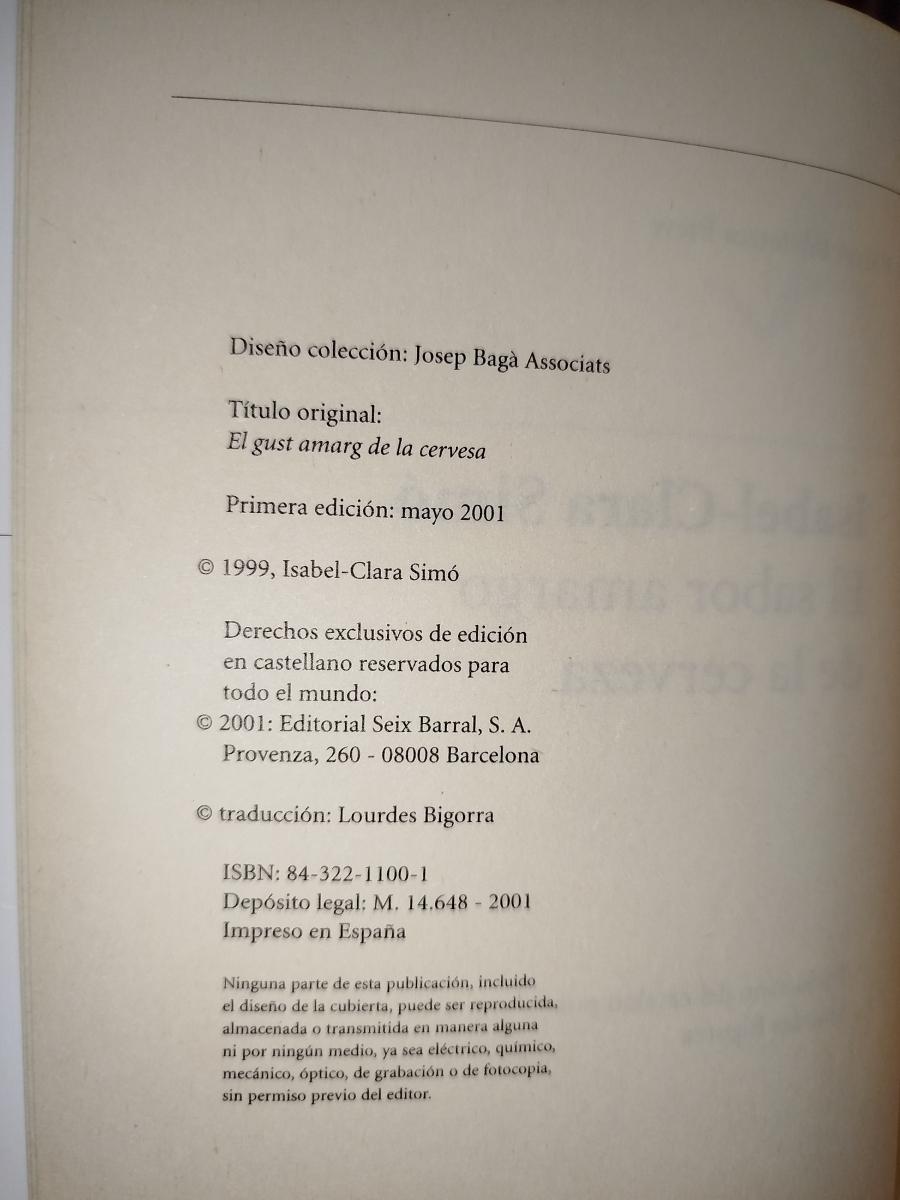 Diseño colección: Josep Bagà Associats
Título original:
El gust amarg de la cervesa
Primera edición: mayo 2001
© 1999, Isabel-Clara Simó
Derechos exclusivos de edición
en castellano reservados para
todo el mundo:
© 2001: Editorial Seix Barral, S. A.
Provenza, 260 - 08008 Barcelona
© traducción: Lourdes Bigorra
ISBN: 84-322-1100-1
Depósito legal: M. 14.648 - 2001
Impreso en España
Ninguna parte de esta publicación, incluido
el diseño de la cubierta, puede ser reproducida,
almacenada o transmitida en manera alguna
ni por ningún medio, ya sea eléctrico, químico,
mecánico, óptico, de grabación o de fotocopia,
sin permiso previo del editor.